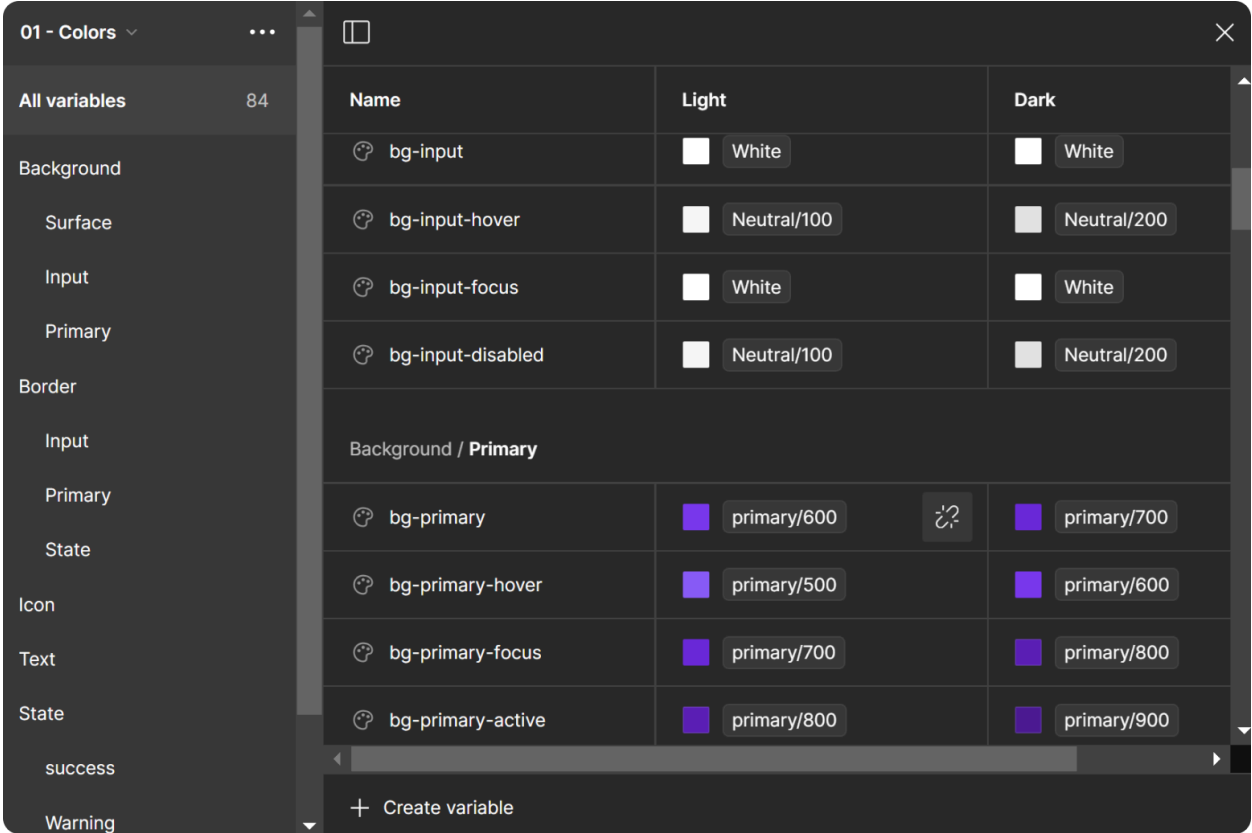 01 - Colors
All variables 84
Background
Surface
Input
Primary
Border
Input
Primary
State
Icon
Text
State
success
Warning
Name Light Dark
bg-input White White
bg-input-hover Neutral/100 Neutral/200
bg-input-focus White White
bg-input-disabled Neutral/100 Neutral/200
Background / Primary
bg-primary primary/600 primary/700
bg-primary-hover primary/500 primary/600
bg-primary-focus primary/700 primary/800
bg-primary-active primary/800 primary/900
Create variable